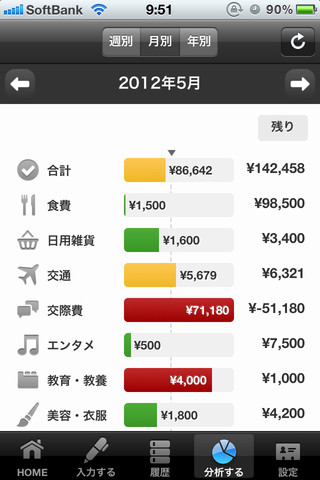 SoftBank 9:51 90%
週別 月別 年別
2012年5月
残り
合計 ¥86,642 ¥142,458
食費 ¥1,500 ¥98,500
日用雑貨 ¥1,600 ¥3,400
交通 ¥5,679 ¥6,321
交際費 ¥71,180 ¥-51,180
エンタメ ¥500 ¥7,500
教育・教養 ¥4,000 ¥1,000
美容・衣服 ¥1,800 ¥4,200
HOME 入力する 履歴 分析する 設定